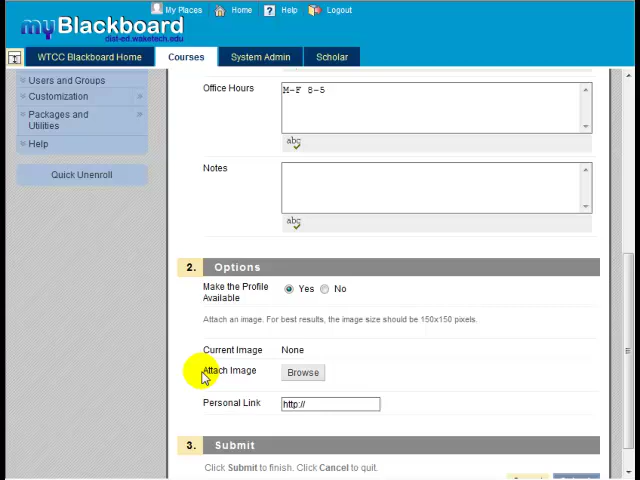 My Places Home ? Help Logout
myBlackboard
dist-ed.waketech.edu
WTCC Blackboard Home Courses System Admin Scholar
Users and Groups
Customization
Packages and
Utilities
Help
Quick Unenroll
Office Hours
M-F 8-5
abc
Notes
abc
2. Options
Make the Profile
Available
Yes No
Attach an image. For best results, the image size should be 150x150 pixels.
Current Image None
Attach Image Browse
Personal Link http://
3. Submit
Click Submit to finish. Click Cancel to quit.